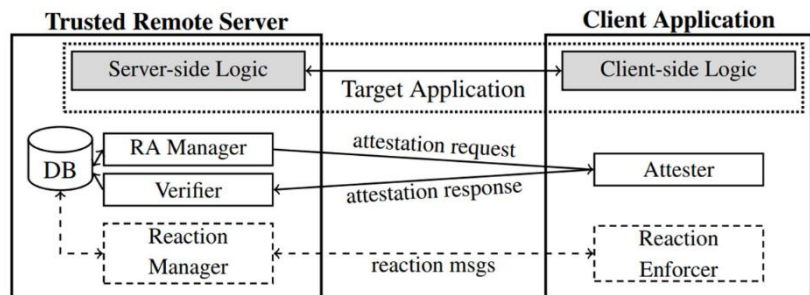 Trusted Remote Server
Client Application
Server-side Logic
Client-side Logic
Target Application
DB
RA Manager
attestation request
Verifier
attestation response
Attester
Reaction
Manager
reaction msgs
Reaction
Enforcer